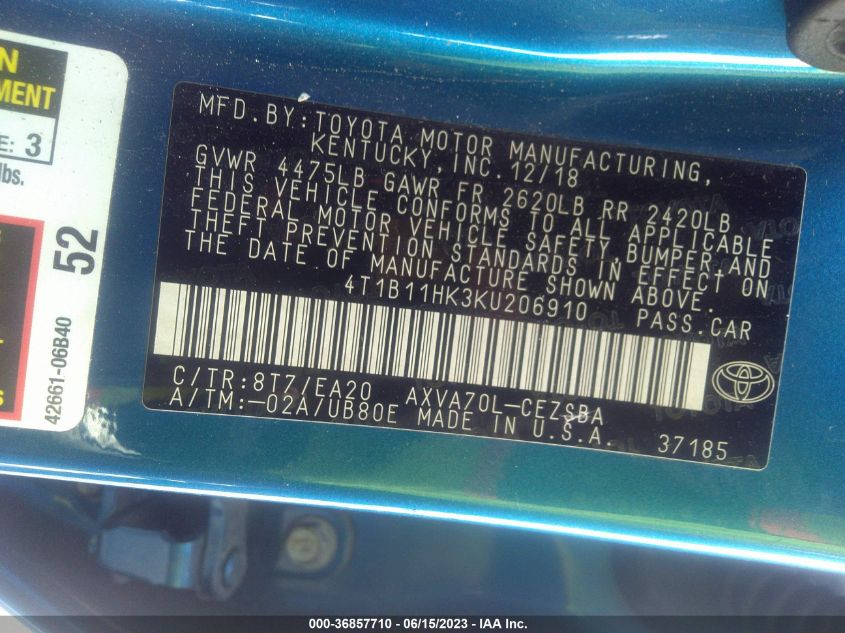 N
MENT
E: 3
lbs.
52
42661-06B40
MFD. BY: TOYOTA MOTOR MANUFACTURING,
KENTUCKY, INC. 12/18
GVWR 4475LB GAWR FR 2620LB RR 2420LB
THIS VEHICLE CONFORMS TO ALL APPLICABLE
FEDERAL MOTOR VEHICLE SAFETY, BUMPER, AND
THEFT PREVENTION STANDARDS IN EFFECT ON
THE DATE OF MANUFACTURE SHOWN ABOVE.
4T1B11HK3KU206910 PASS. CAR
C/TR: 8T7/EA20 AXVA70L-CEZSBA
A/TM: -02A/UB80E MADE IN U.S.A. 37185
000-36857710 - 06/15/2023 - IAA Inc.